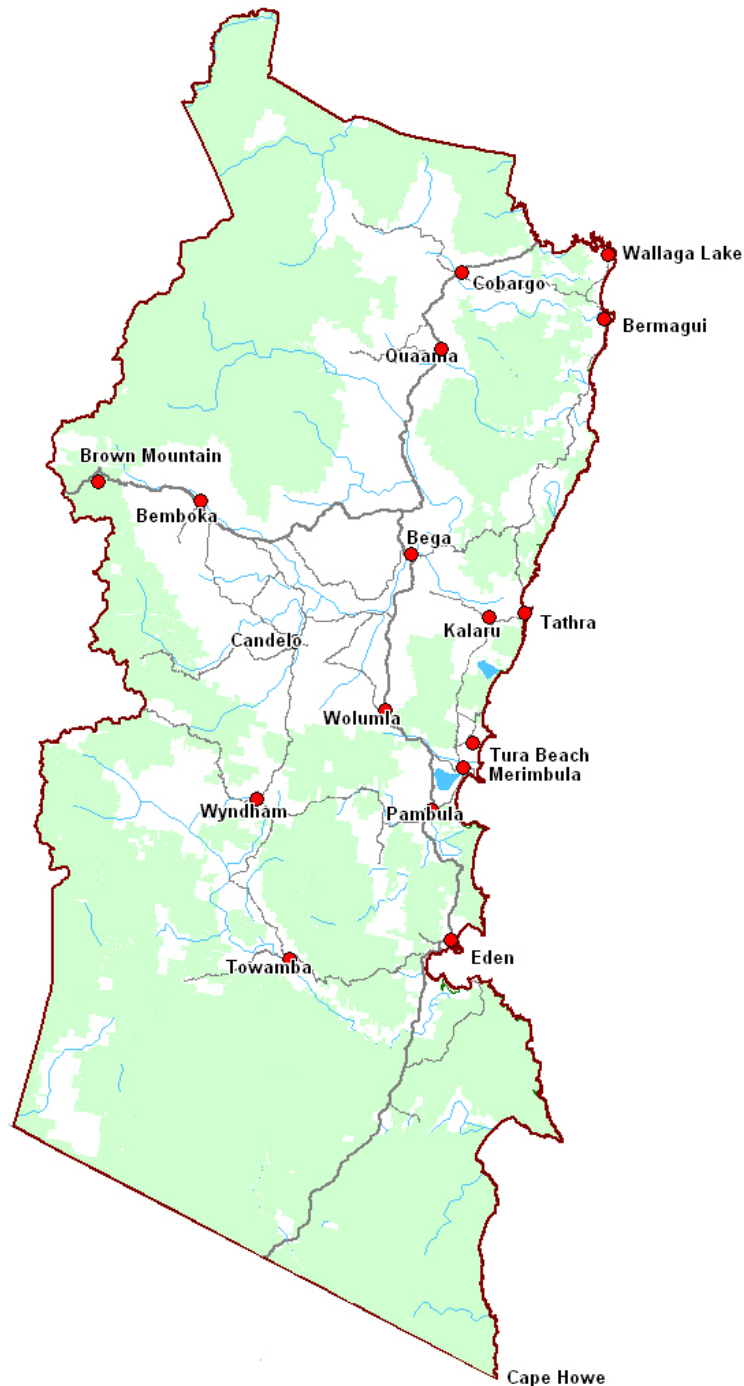 Wallaga Lake
Cobargo
Bermagui
Quaama
Brown Mountain
Bemboka
Bega
Tathra
Kalaru
Candelo
Wolumla
Tura Beach
Merimbula
Wyndham
Pambula
Eden
Towamba
Cape Howe